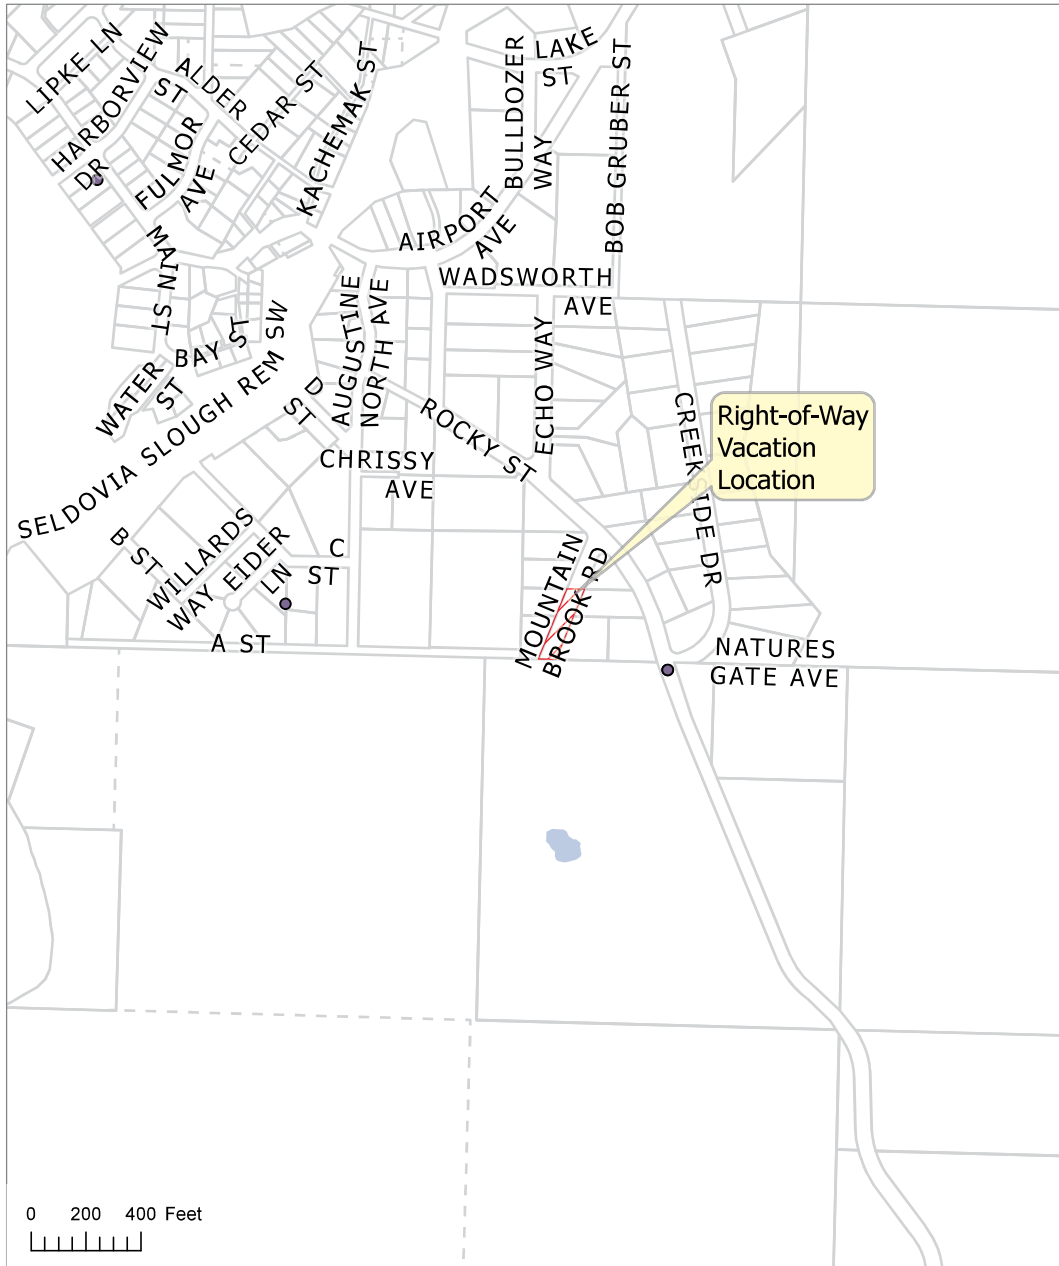 LIPKE LN
HARBORVIEW
DR
ALDER
ST
FULMOR
AVE
CEDAR ST
KACHEMAK ST
BULLDOZER
WAY
LAKE
ST
BOB GRUBER ST
MAIN ST
AIRPORT
AVE
WADSWORTH
AVE
AUGUSTINE
NORTH AVE
WATER
ST
BAY ST
SELDOVIA SLOUGH REM SW
D
ST
ROCKY ST
ECHO WAY
CREEKSIDE DR
Right-of-Way
Vacation
Location
CHRISSY
AVE
B ST
WILLARDS
WAY
EIDER
LN
C
ST
A ST
MOUNTAIN
BROOK RD
NATURES
GATE AVE
0 200 400 Feet